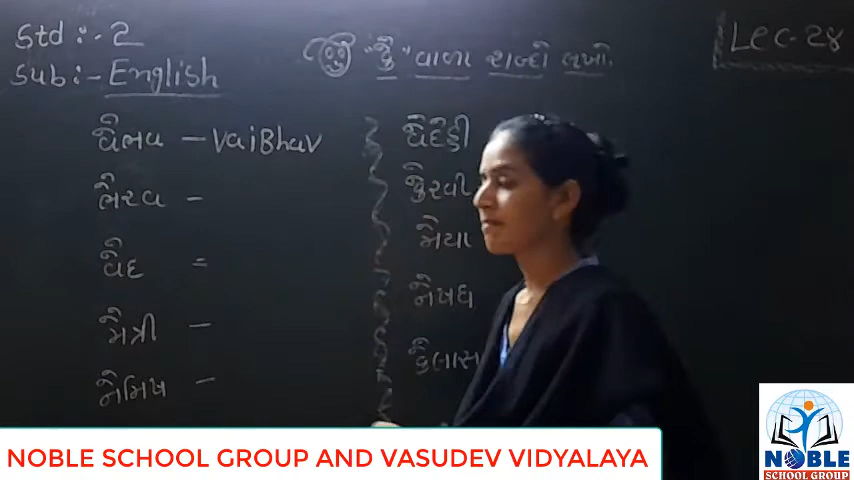 Std :- 2
Sub :- English
"કૈ" વાળા શબ્દો લખો.
Lec-28
વૈભવ - VaiBhav
ભૈરવ -
વૈદ =
મૈત્રી -
નૈમિષ -
વૈદેહી
કૈરવી
મૈયા
નૈષધ
કૈલાસ
NOBLE SCHOOL GROUP AND VASUDEV VIDYALAYA
NOBLE
SCHOOL GROUP